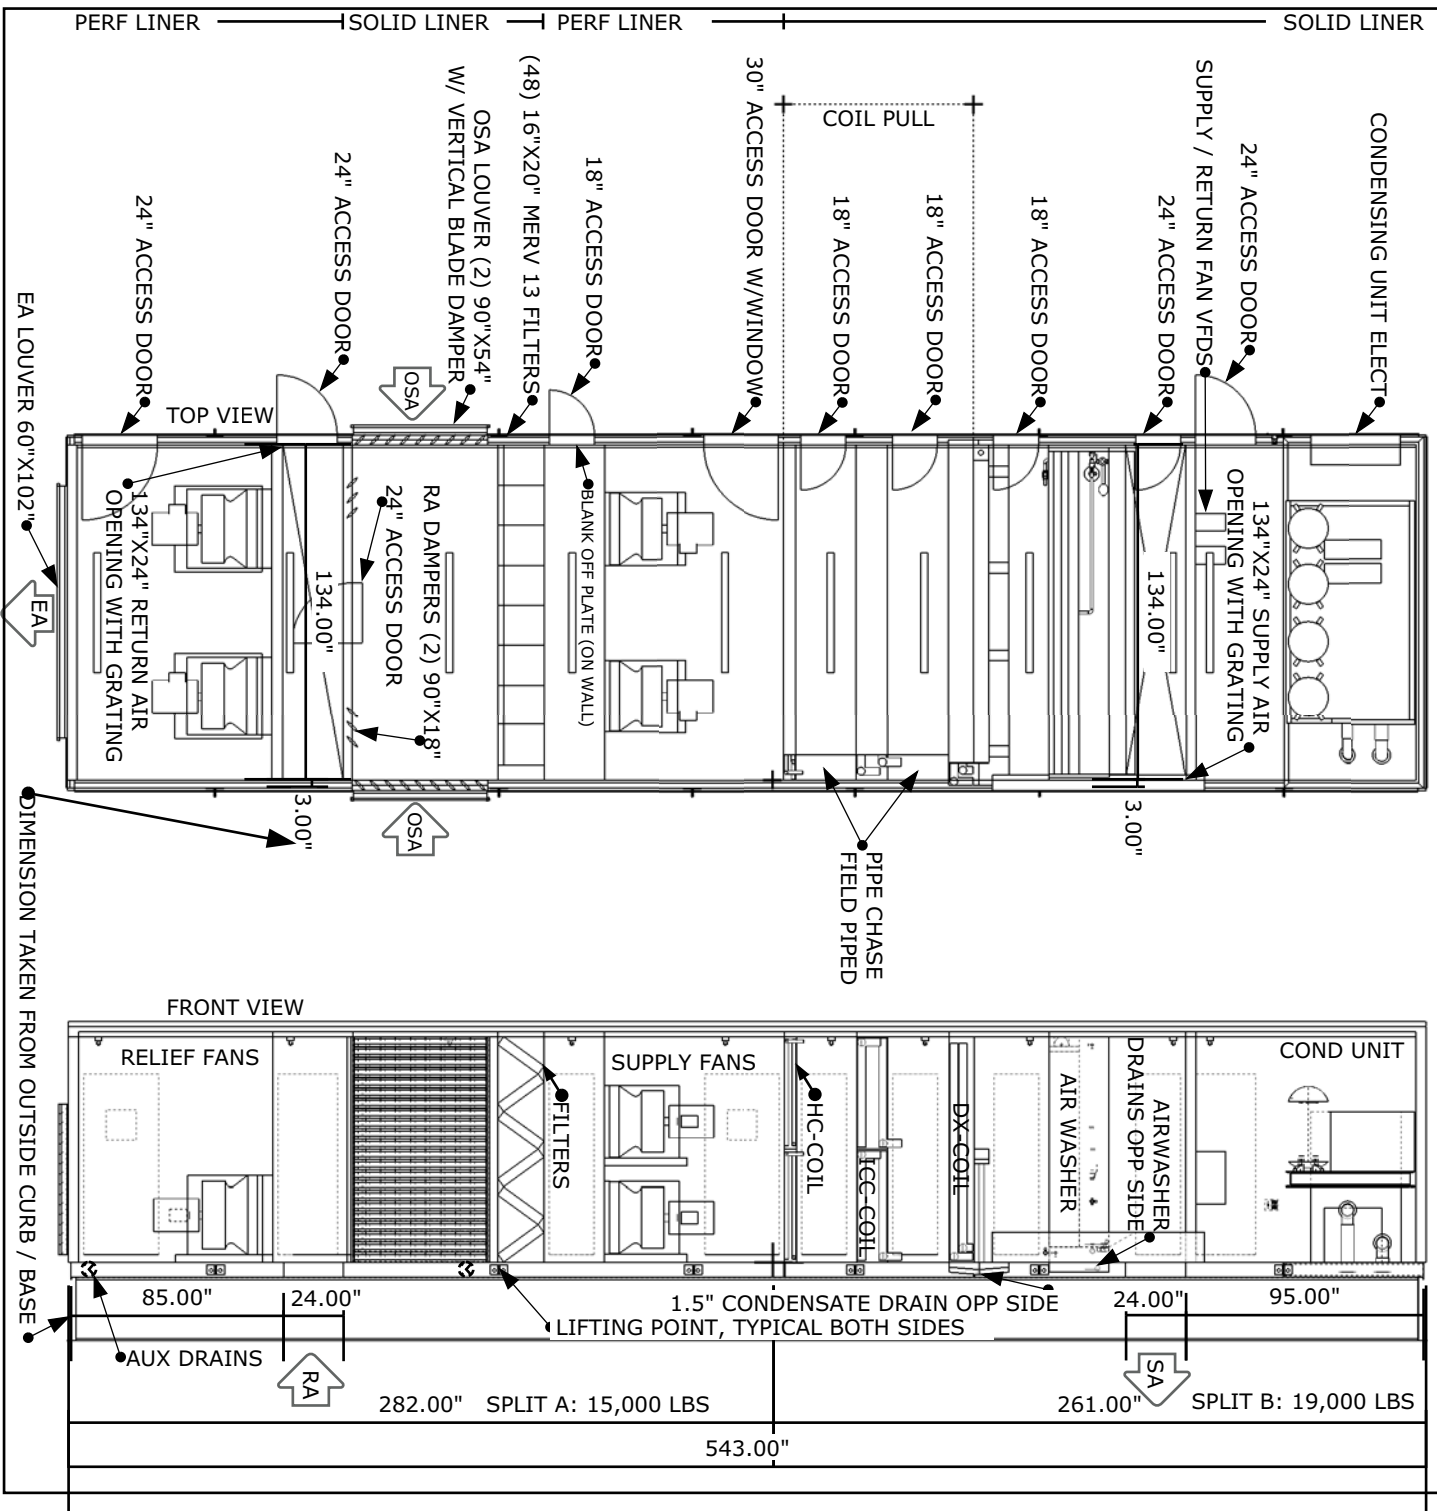 PERF LINER
SOLID LINER
PERF LINER
SOLID LINER
24" ACCESS DOOR
24" ACCESS DOOR
OSA LOUVER (2) 90"X54"
W/ VERTICAL BLADE DAMPER
(48) 16"X20" MERV 13 FILTERS
18" ACCESS DOOR
30" ACCESS DOOR W/WINDOW
COIL PULL
18" ACCESS DOOR
18" ACCESS DOOR
18" ACCESS DOOR
24" ACCESS DOOR
SUPPLY / RETURN FAN VFDS
24" ACCESS DOOR
CONDENSING UNIT ELECT
EA LOUVER 60"X102"
TOP VIEW
OSA
EA
134"X24" RETURN AIR
OPENING WITH GRATING
134.00"
24" ACCESS DOOR
RA DAMPERS (2) 90"X18"
BLANK OFF PLATE (ON WALL)
134.00"
134"X24" SUPPLY AIR
OPENING WITH GRATING
3.00"
OSA
3.00"
PIPE CHASE
FIELD PIPED
DIMENSION TAKEN FROM OUTSIDE CURB / BASE
FRONT VIEW
RELIEF FANS
FILTERS
SUPPLY FANS
HC-COIL
ICC-COIL
DX-COIL
AIR WASHER
AIRWASHER
DRAINS OPP SIDE
COND UNIT
85.00"
24.00"
1.5" CONDENSATE DRAIN OPP SIDE
24.00"
95.00"
LIFTING POINT, TYPICAL BOTH SIDES
AUX DRAINS
RA
SA
282.00"
SPLIT A: 15,000 LBS
261.00"
SPLIT B: 19,000 LBS
543.00"